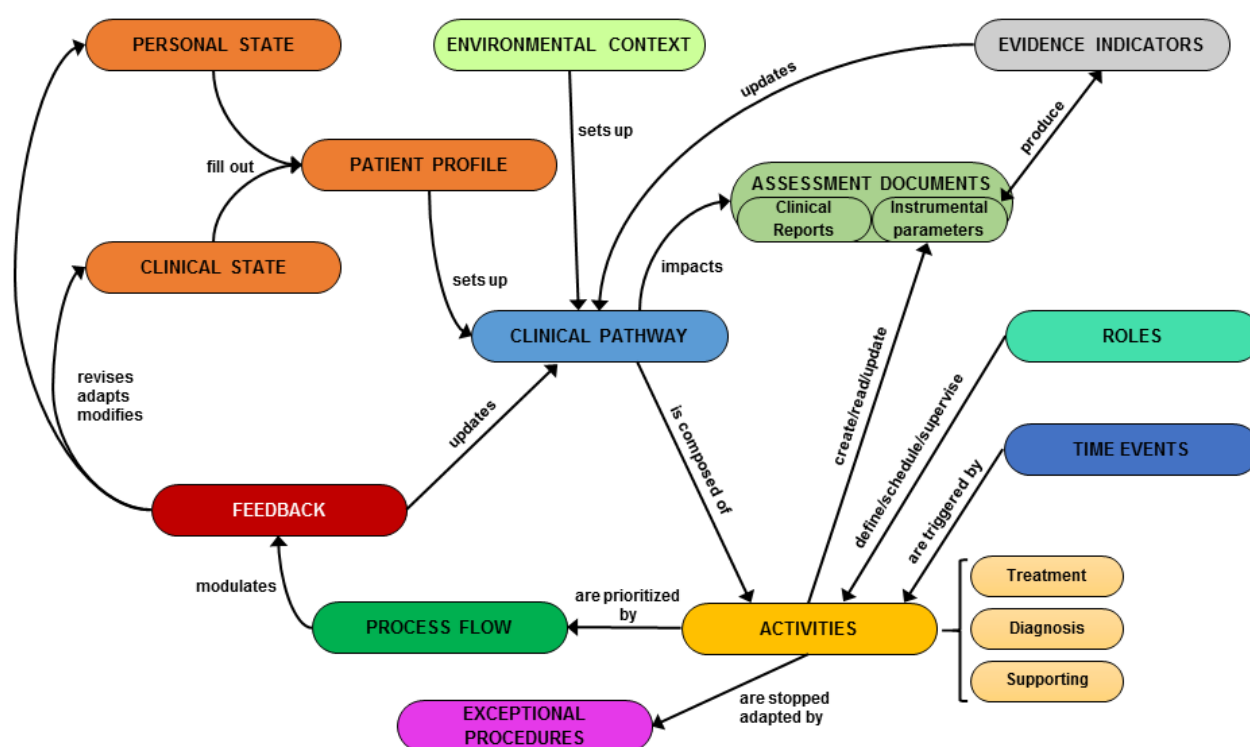 PERSONAL STATE
ENVIRONMENTAL CONTEXT
EVIDENCE INDICATORS
updates
sets up
produce
fill out
PATIENT PROFILE
ASSESSMENT DOCUMENTS
Clinical
Reports
Instrumental
parameters
CLINICAL STATE
sets up
impacts
CLINICAL PATHWAY
ROLES
revises
adapts
modifies
updates
is composed of
create/read/update
define/schedule/supervise
TIME EVENTS
are triggered by
FEEDBACK
modulates
are prioritized
by
Treatment
PROCESS FLOW
ACTIVITIES
Diagnosis
Supporting
are stopped
adapted by
EXCEPTIONAL
PROCEDURES